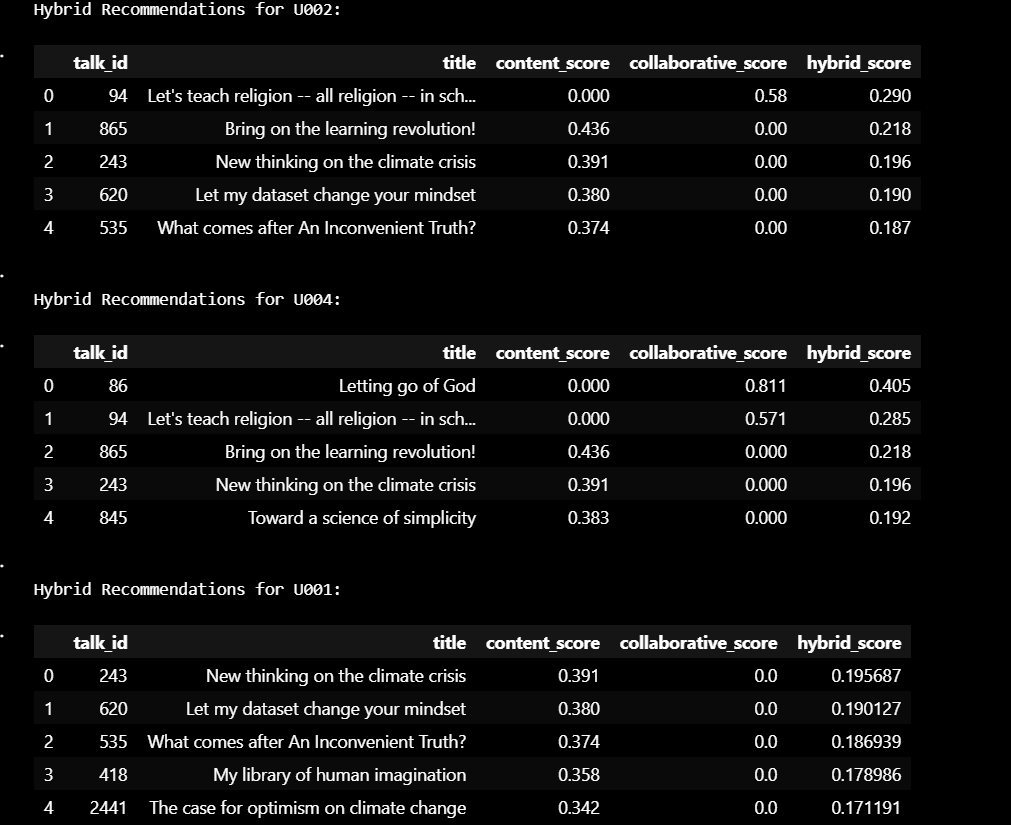 Hybrid Recommendations for U002:
talk_id title content_score collaborative_score hybrid_score
0 94 Let's teach religion -- all religion -- in sch... 0.000 0.58 0.290
1 865 Bring on the learning revolution! 0.436 0.00 0.218
2 243 New thinking on the climate crisis 0.391 0.00 0.196
3 620 Let my dataset change your mindset 0.380 0.00 0.190
4 535 What comes after An Inconvenient Truth? 0.374 0.00 0.187
Hybrid Recommendations for U004:
talk_id title content_score collaborative_score hybrid_score
0 86 Letting go of God 0.000 0.811 0.405
1 94 Let's teach religion -- all religion -- in sch... 0.000 0.571 0.285
2 865 Bring on the learning revolution! 0.436 0.000 0.218
3 243 New thinking on the climate crisis 0.391 0.000 0.196
4 845 Toward a science of simplicity 0.383 0.000 0.192
Hybrid Recommendations for U001:
talk_id title content_score collaborative_score hybrid_score
0 243 New thinking on the climate crisis 0.391 0.0 0.195687
1 620 Let my dataset change your mindset 0.380 0.0 0.190127
2 535 What comes after An Inconvenient Truth? 0.374 0.0 0.186939
3 418 My library of human imagination 0.358 0.0 0.178986
4 2441 The case for optimism on climate change 0.342 0.0 0.171191